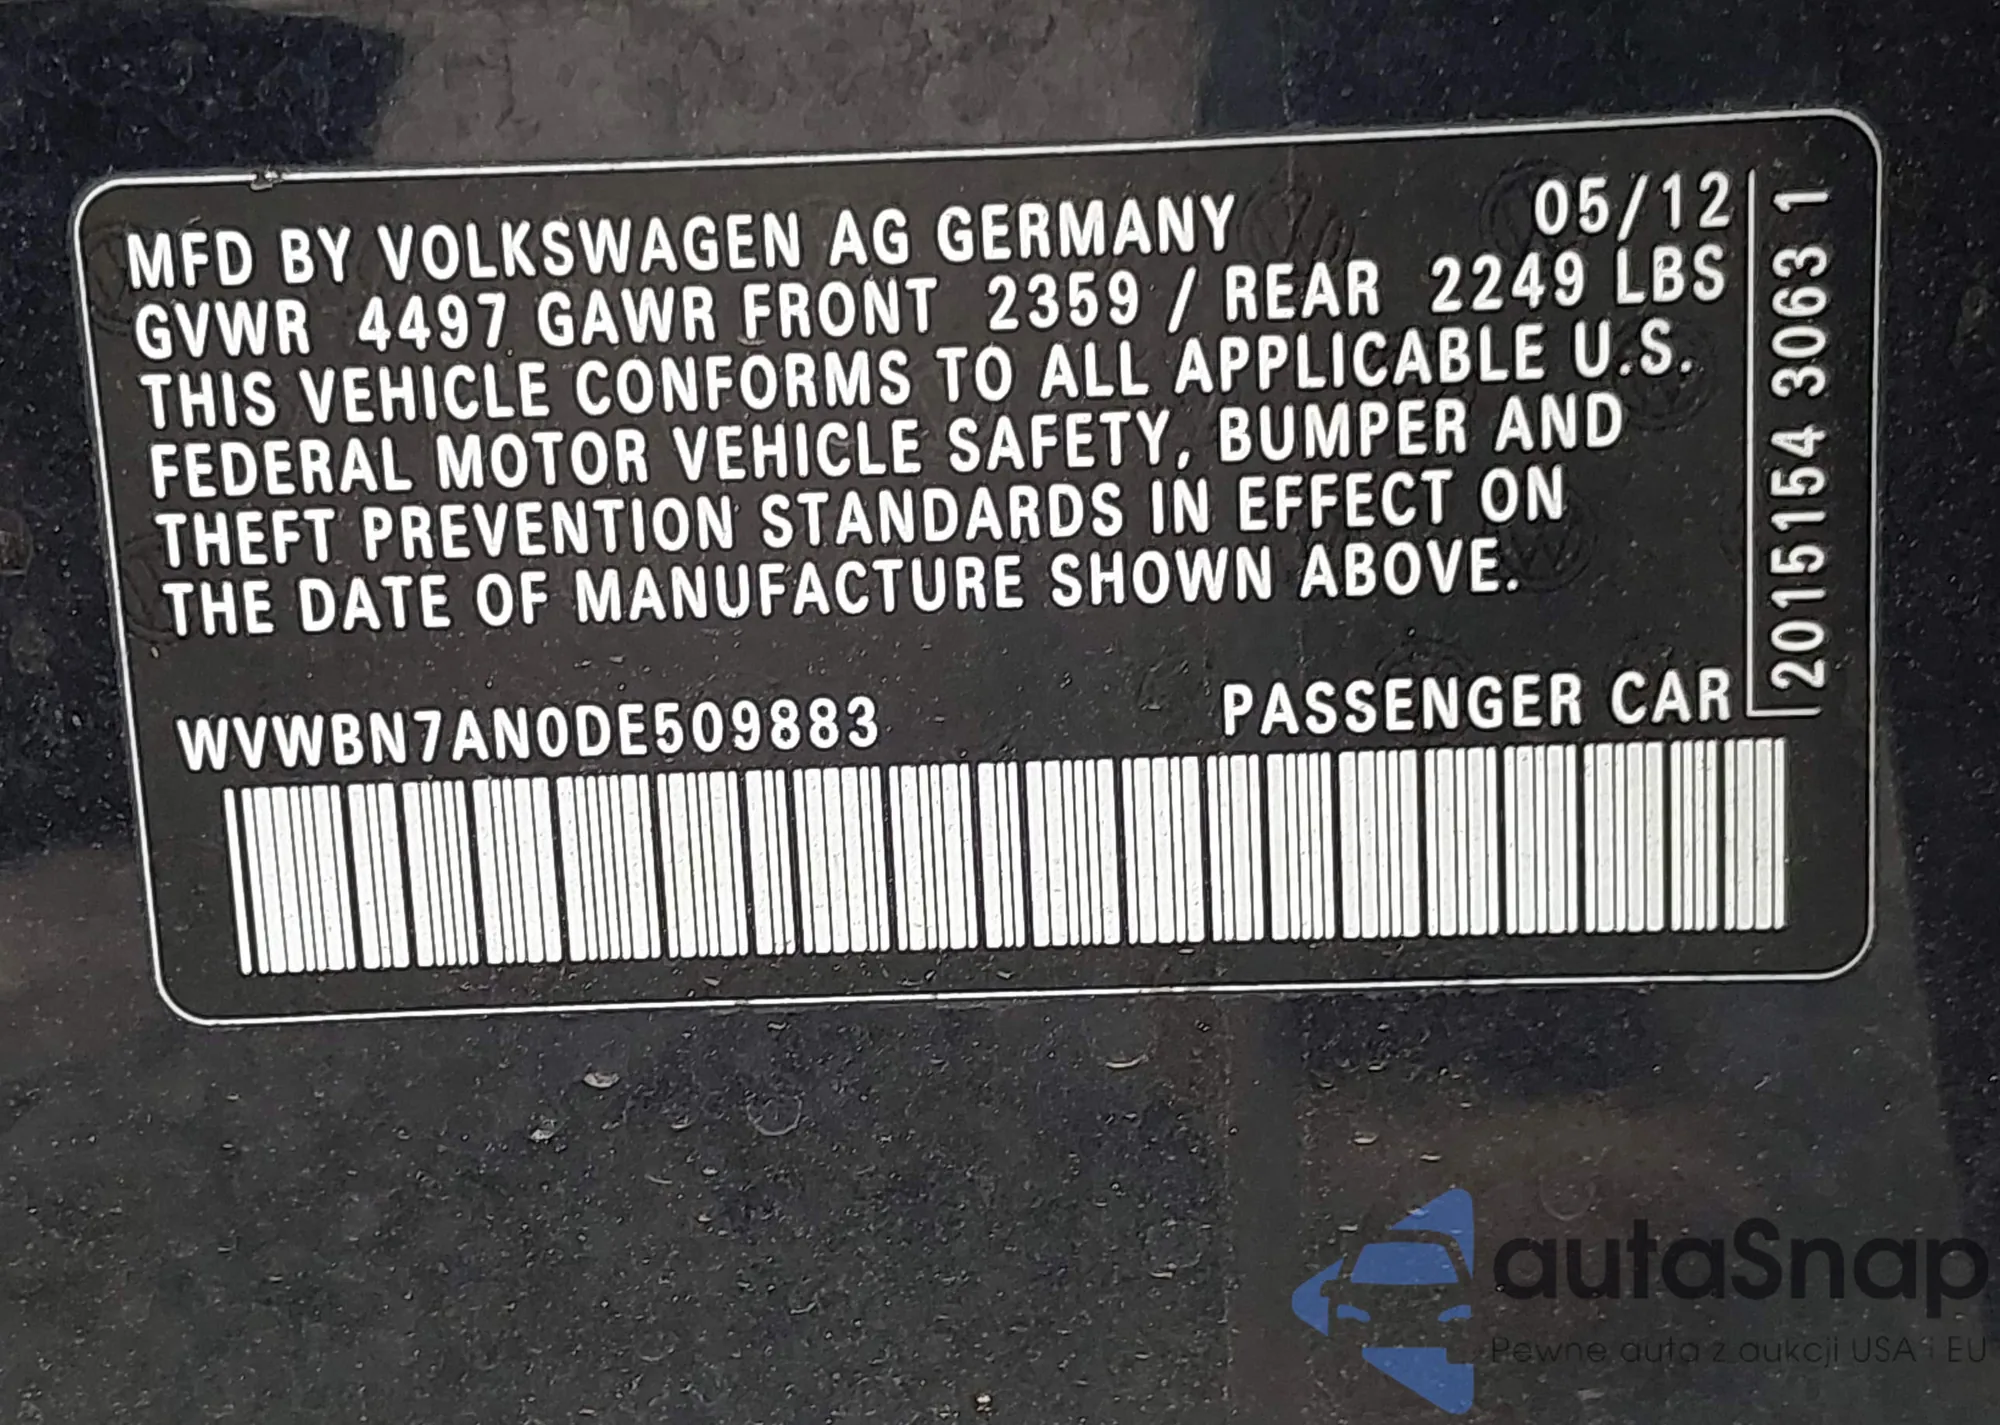 MFD BY VOLKSWAGEN AG GERMANY 05/12
GVWR 4497 GAWR FRONT 2359 / REAR 2249 LBS
THIS VEHICLE CONFORMS TO ALL APPLICABLE U.S.
FEDERAL MOTOR VEHICLE SAFETY, BUMPER AND
THEFT PREVENTION STANDARDS IN EFFECT ON
THE DATE OF MANUFACTURE SHOWN ABOVE.
WVWBN7AN0DE509883 PASSENGER CAR
2015154 3063 1
autaSnap
Pewne auta z aukcji USA i EU